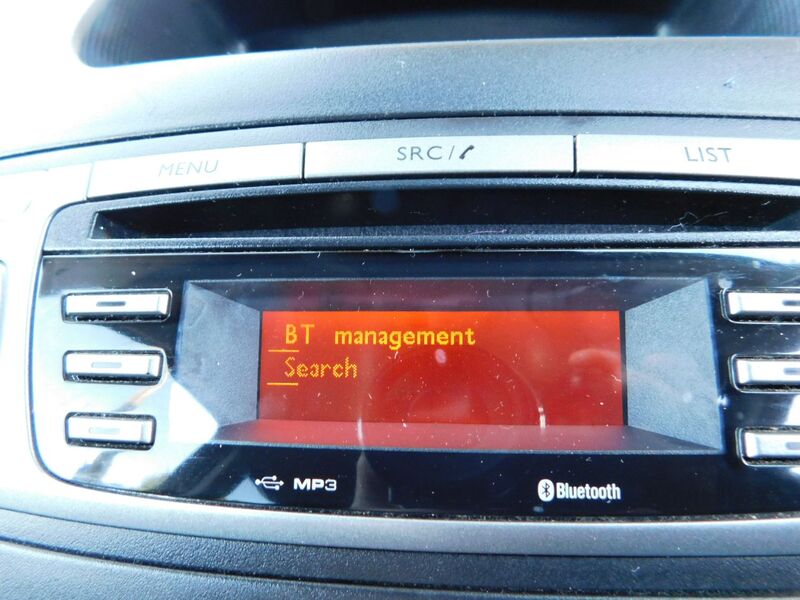 MENU
SRC/
LIST
BT management
Search
MP3
Bluetooth